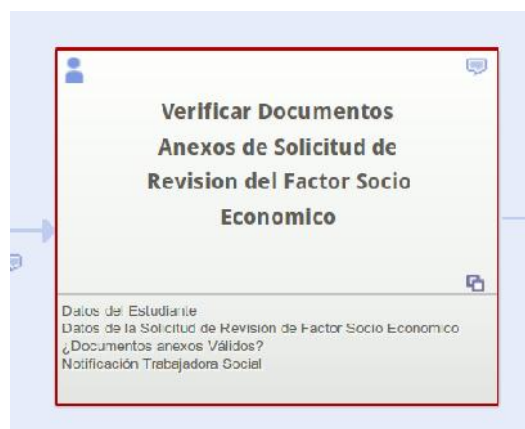 Verificar Documentos
Anexos de Solicitud de
Revision del Factor Socio
Economico
Datos del Estudiante
Datos de la Solicitud de Revisión de Factor Socio Economico
¿Documentos anexos Válidos?
Notificación Trabajadora Social